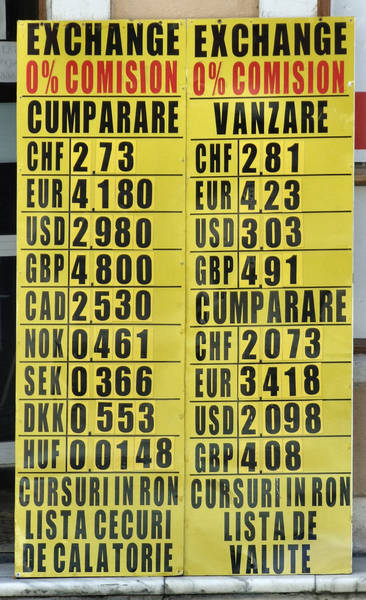 EXCHANGE
0% COMISION
CUMPARARE
CHF 2.73
EUR 4.180
USD 2.980
GBP 4.800
CAD 2.530
NOK 0.461
SEK 0.366
DKK 0.553
HUF 0.0148
CURSURI IN RON
LISTA CECURI
DE CALATORIE
EXCHANGE
0% COMISION
VANZARE
CHF 2.81
EUR 4.23
USD 3.03
GBP 4.91
CUMPARARE
CHF 2.073
EUR 3.418
USD 2.098
GBP 4.08
CURSURI IN RON
LISTA DE
VALUTE